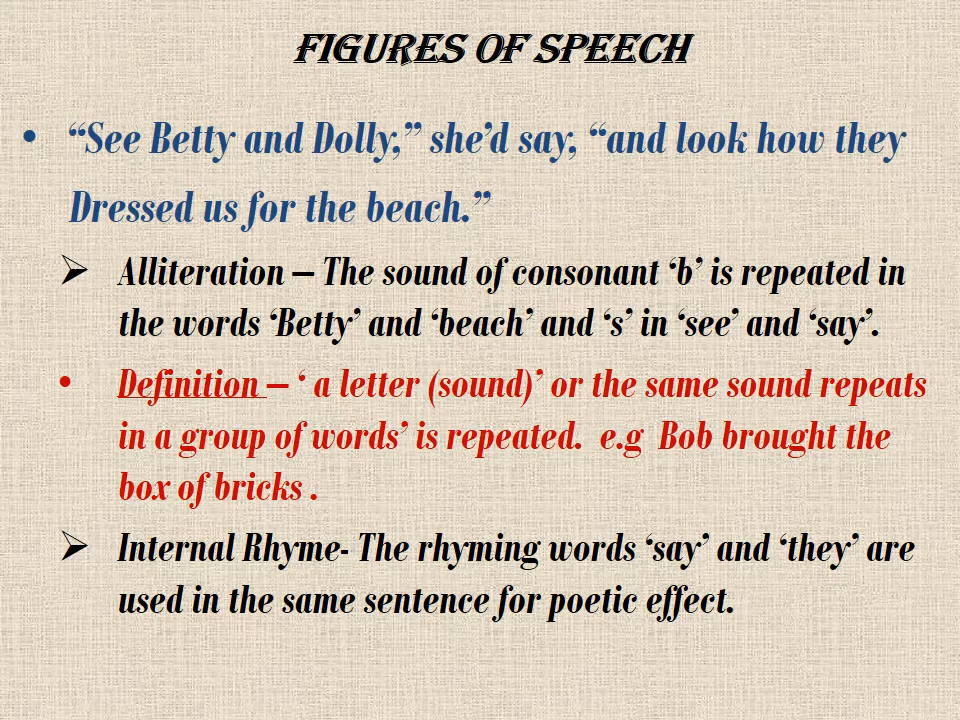 FIGURES OF SPEECH
• “See Betty and Dolly,” she’d say, “and look how they
Dressed us for the beach.”
➢ Alliteration – The sound of consonant ‘b’ is repeated in
the words ‘Betty’ and ‘beach’ and ‘s’ in ‘see’ and ‘say’.
• Definition – ‘ a letter (sound)’ or the same sound repeats
in a group of words’ is repeated. e.g Bob brought the
box of bricks .
➢ Internal Rhyme- The rhyming words ‘say’ and ‘they’ are
used in the same sentence for poetic effect.